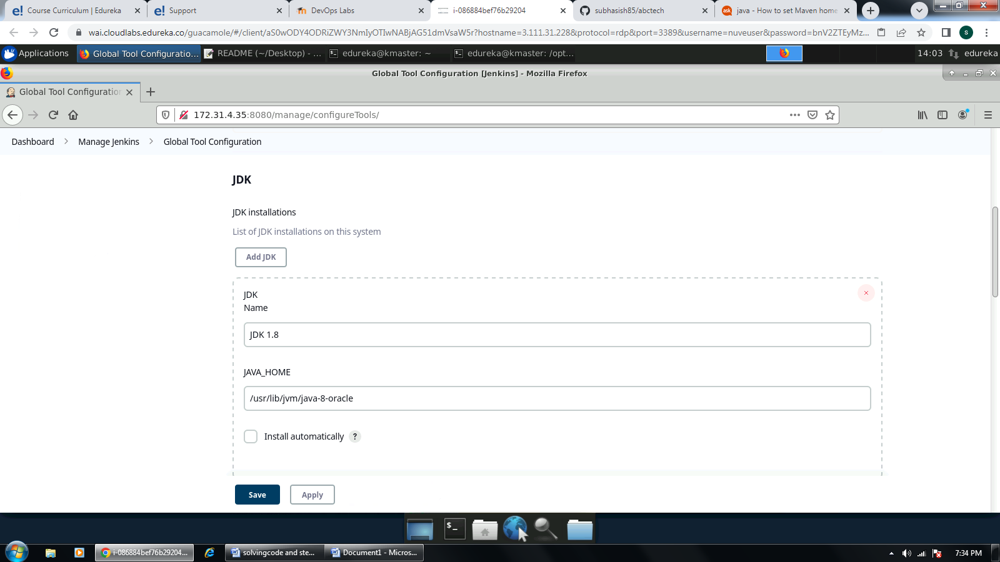 Course Curriculum | Edureka
Support
DevOps Labs
i-086884bef76b29204
subhasish85/abctech
java - How to set Maven home
wai.cloudlabs.edureka.co/guacamole/#/client/aS0wODY4ODRiZWY3NmIyOTIwNABjAG51dmVsaW5r?hostname=3.111.31.228&protocol=rdp&port=3389&username=nuveuser&password=bnV2ZTEyMz...
S
Applications
Global Tool Configuratio...
README (~/Desktop) - ...
edureka@kmaster: ~
edureka@kmaster: /opt...
14:03
edureka
Global Tool Configuration [Jenkins] - Mozilla Firefox
Global Tool Configuration
172.31.4.35:8080/manage/configureTools/
Dashboard
Manage Jenkins
Global Tool Configuration
JDK
JDK installations
List of JDK installations on this system
Add JDK
JDK
Name
JDK 1.8
JAVA_HOME
/usr/lib/jvm/java-8-oracle
Install automatically
?
Save
Apply
i-086884bef76b29204...
solvingcode and ste...
Document1 - Micros...
7:34 PM